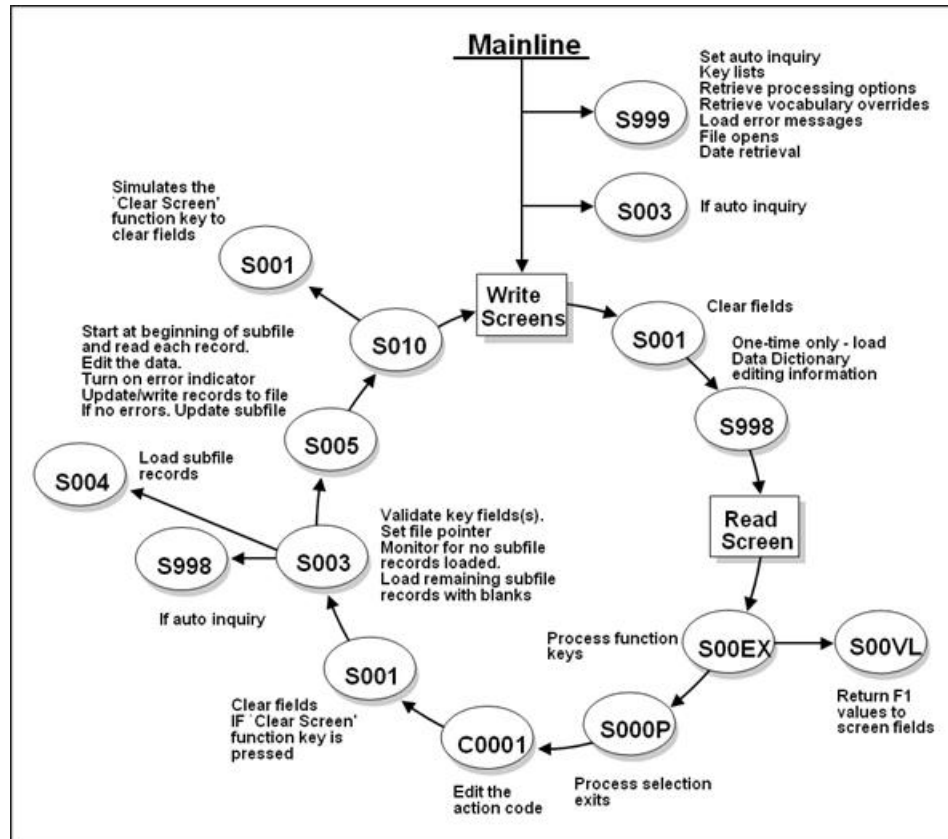 Mainline
Set auto inquiry
Key lists
Retrieve processing options
Retrieve vocabulary overrides
Load error messages
File opens
Date retrieval
S999
S003
If auto inquiry
Simulates the
`Clear Screen'
function key to
clear fields
S001
Write
Screens
S001
Clear fields
S010
One-time only - load
Data Dictionary
editing information
Start at beginning of subfile
and read each record.
Edit the data.
Turn on error indicator
Update/write records to file
If no errors. Update subfile
S998
S005
Load subfile
records
S004
Read
Screen
Validate key fields(s).
Set file pointer
Monitor for no subfile
records loaded.
Load remaining subfile
records with blanks
S003
S998
If auto inquiry
Process function
keys
S00EX
S00VL
Return F1
values to
screen fields
S001
Clear fields
IF `Clear Screen'
function key is
pressed
S000P
C0001
Process selection
exits
Edit the
action code